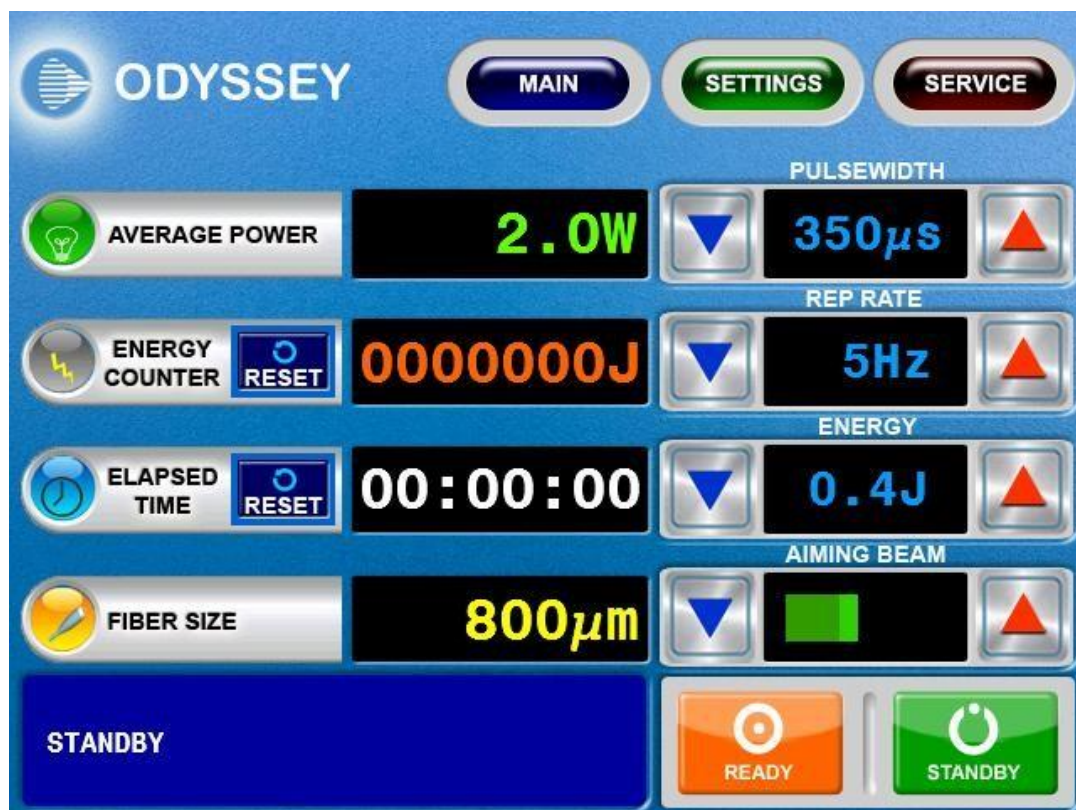 ODYSSEY
MAIN
SETTINGS
SERVICE
AVERAGE POWER
2.0W
PULSEWIDTH
350µs
ENERGY
COUNTER
RESET
0000000J
REP RATE
5Hz
ELAPSED
TIME
RESET
00:00:00
ENERGY
0.4J
FIBER SIZE
800µm
AIMING BEAM
STANDBY
READY
STANDBY